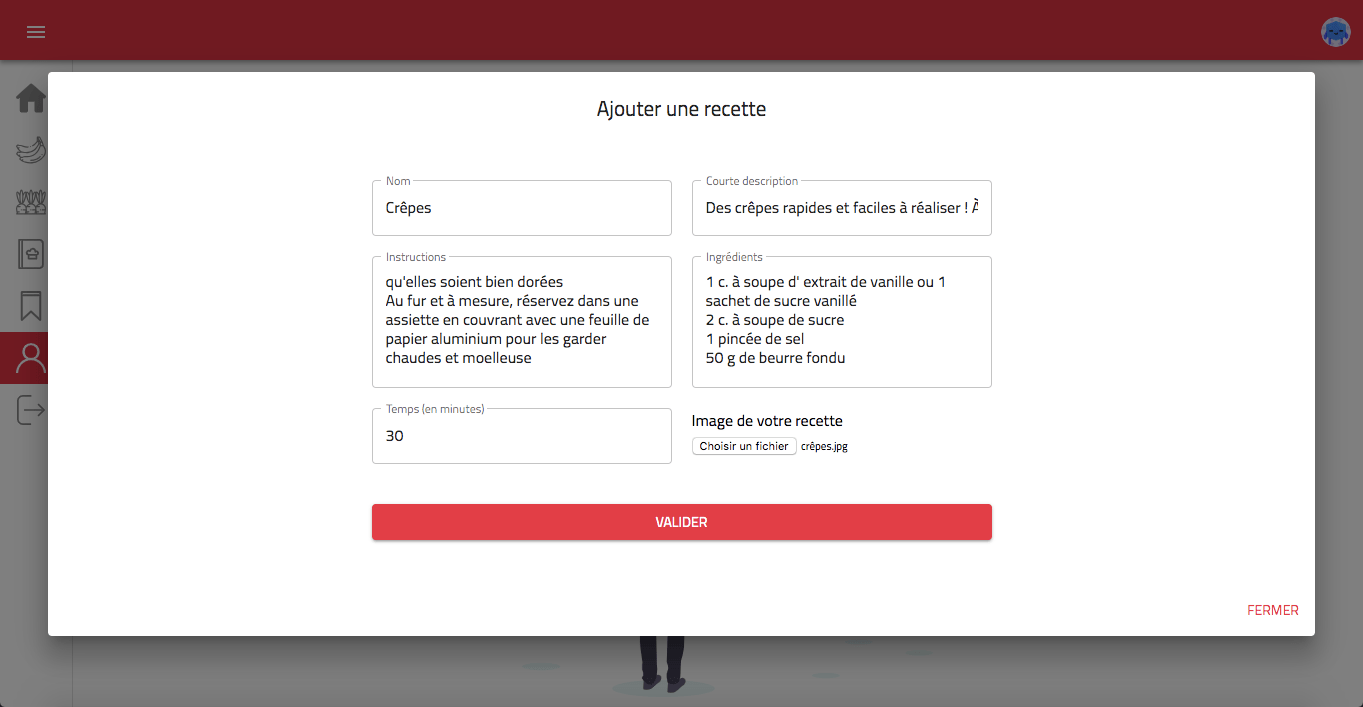 Ajouter une recette
Nom
Crêpes
Courte description
Des crêpes rapides et faciles à réaliser ! À
Instructions
qu'elles soient bien dorées
Au fur et à mesure, réservez dans une
assiette en couvrant avec une feuille de
papier aluminium pour les garder
chaudes et moelleuse
Ingrédients
1 c. à soupe d' extrait de vanille ou 1
sachet de sucre vanillé
2 c. à soupe de sucre
1 pincée de sel
50 g de beurre fondu
Temps (en minutes)
30
Image de votre recette
Choisir un fichier crêpes.jpg
VALIDER
FERMER